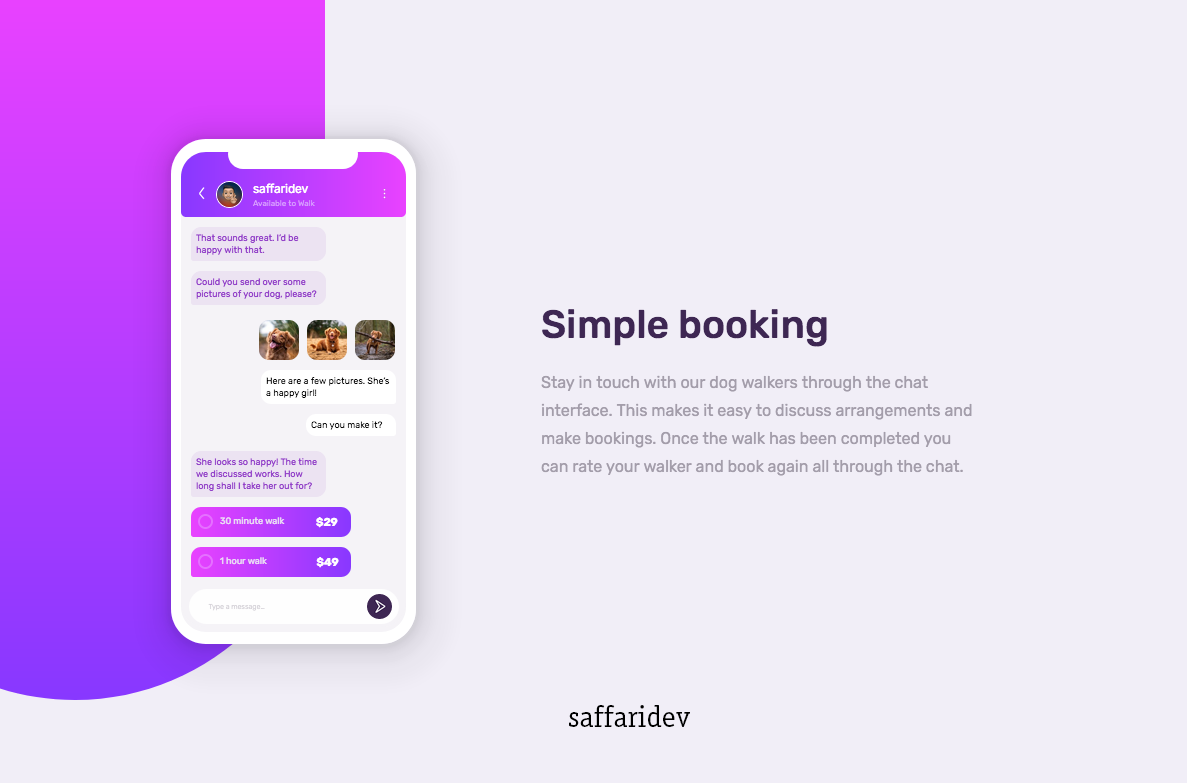 saffaridev
Available to Walk
That sounds great. I'd be
happy with that.
Could you send over some
pictures of your dog, please?
Here are a few pictures. She's
a happy girl!
Can you make it?
She looks so happy! The time
we discussed works. How
long shall I take her out for?
30 minute walk $29
1 hour walk $49
Type a message...
Simple booking
Stay in touch with our dog walkers through the chat
interface. This makes it easy to discuss arrangements and
make bookings. Once the walk has been completed you
can rate your walker and book again all through the chat.
saffaridev